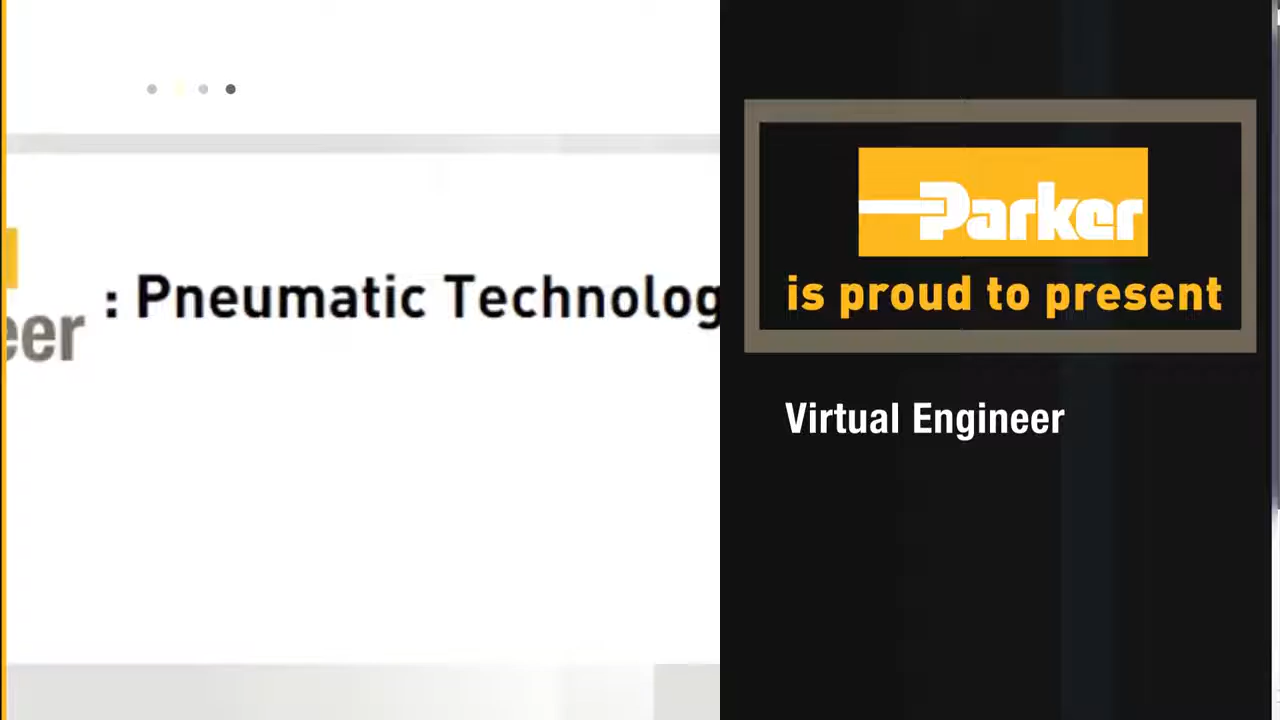 : Pneumatic Technolog
eer
Parker
is proud to present
Virtual Engineer